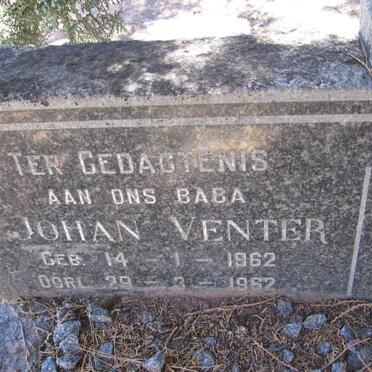 TER GEDAGTENIS
AAN ONS BABA
JOHAN VENTER
GEB. 14 - 1 - 1962
OORL. 29 - 3 - 1962